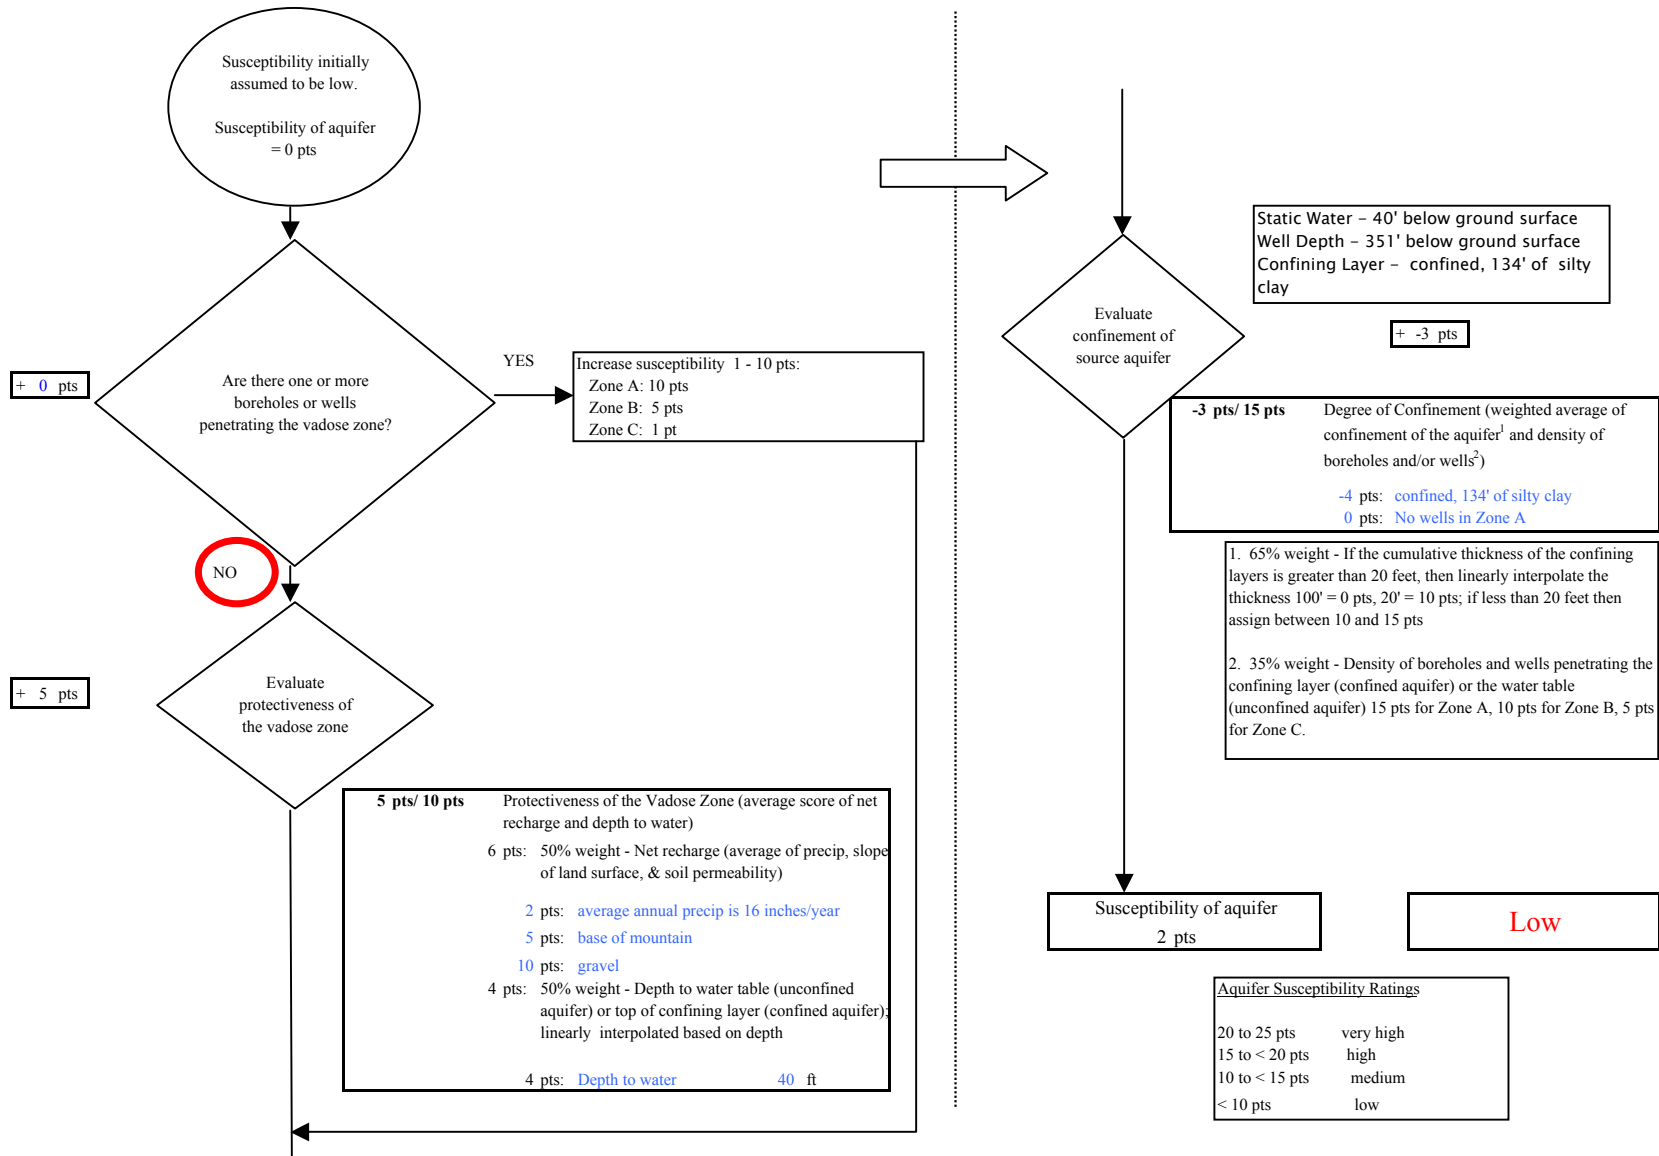 Susceptibility initially
assumed to be low.
Susceptibility of aquifer
= 0 pts
+ 0 pts
Are there one or more
boreholes or wells
penetrating the vadose zone?
YES
Increase susceptibility 1 - 10 pts:
Zone A: 10 pts
Zone B: 5 pts
Zone C: 1 pt
NO
+ 5 pts
Evaluate
protectiveness of
the vadose zone
5 pts/ 10 pts Protectiveness of the Vadose Zone (average score of net
recharge and depth to water)
6 pts: 50% weight - Net recharge (average of precip, slope
of land surface, & soil permeability)
2 pts: average annual precip is 16 inches/year
5 pts: base of mountain
10 pts: gravel
4 pts: 50% weight - Depth to water table (unconfined
aquifer) or top of confining layer (confined aquifer);
linearly interpolated based on depth
4 pts: Depth to water 40 ft
Static Water – 40' below ground surface
Well Depth – 351' below ground surface
Confining Layer – confined, 134' of silty
clay
Evaluate
confinement of
source aquifer
+ -3 pts
-3 pts/ 15 pts Degree of Confinement (weighted average of
confinement of the aquifer1 and density of
boreholes and/or wells2)
-4 pts: confined, 134' of silty clay
0 pts: No wells in Zone A
1. 65% weight - If the cumulative thickness of the confining
layers is greater than 20 feet, then linearly interpolate the
thickness 100' = 0 pts, 20' = 10 pts; if less than 20 feet then
assign between 10 and 15 pts
2. 35% weight - Density of boreholes and wells penetrating the
confining layer (confined aquifer) or the water table
(unconfined aquifer) 15 pts for Zone A, 10 pts for Zone B, 5 pts
for Zone C.
Susceptibility of aquifer
2 pts
Low
Aquifer Susceptibility Ratings
20 to 25 pts very high
15 to < 20 pts high
10 to < 15 pts medium
< 10 pts low